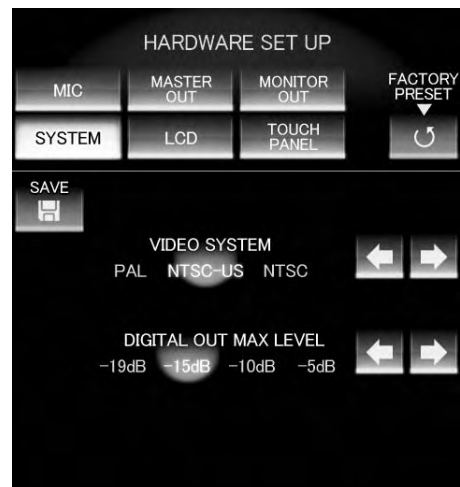 HARDWARE SET UP
MIC
MASTER
OUT
MONITOR
OUT
FACTORY
PRESET
SYSTEM
LCD
TOUCH
PANEL
SAVE
VIDEO SYSTEM
PAL NTSC-US NTSC
DIGITAL OUT MAX LEVEL
-19dB -15dB -10dB -5dB